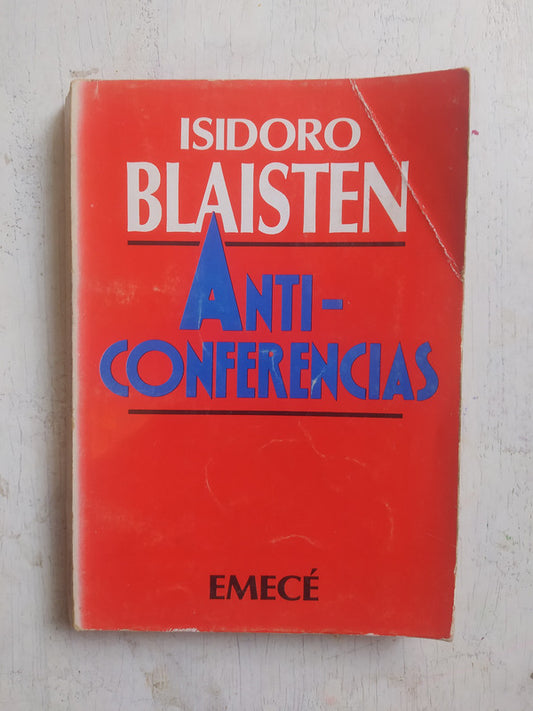 ISIDORO
BLAISTEN
ANTI-
CONFERENCIAS
EMECÉ